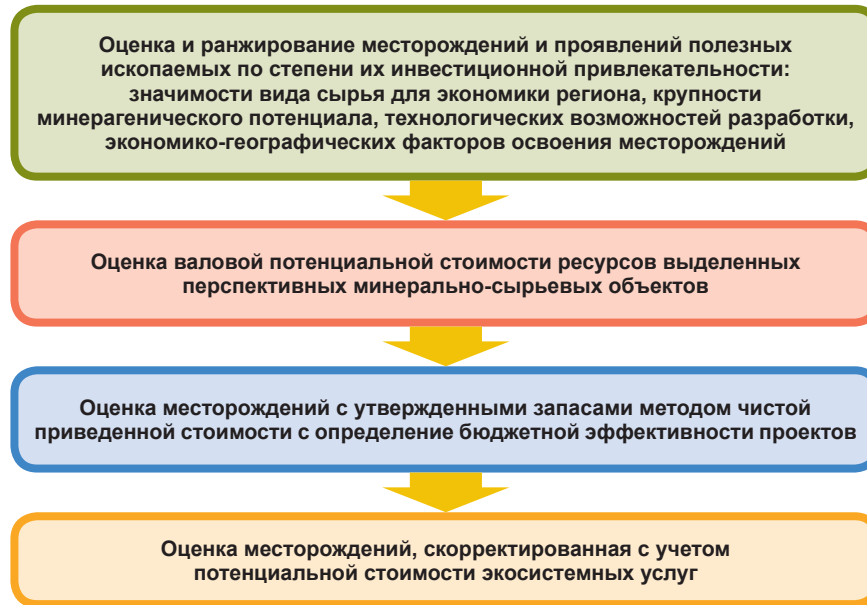 Оценка и ранжирование месторождений и проявлений полезных
ископаемых по степени их инвестиционной привлекательности:
значимости вида сырья для экономики региона, крупности
минерагенического потенциала, технологических возможностей разработки,
экономико-географических факторов освоения месторождений
Оценка валовой потенциальной стоимости ресурсов выделенных
перспективных минерально-сырьевых объектов
Оценка месторождений с утвержденными запасами методом чистой
приведенной стоимости с определение бюджетной эффективности проектов
Оценка месторождений, скорректированная с учетом
потенциальной стоимости экосистемных услуг